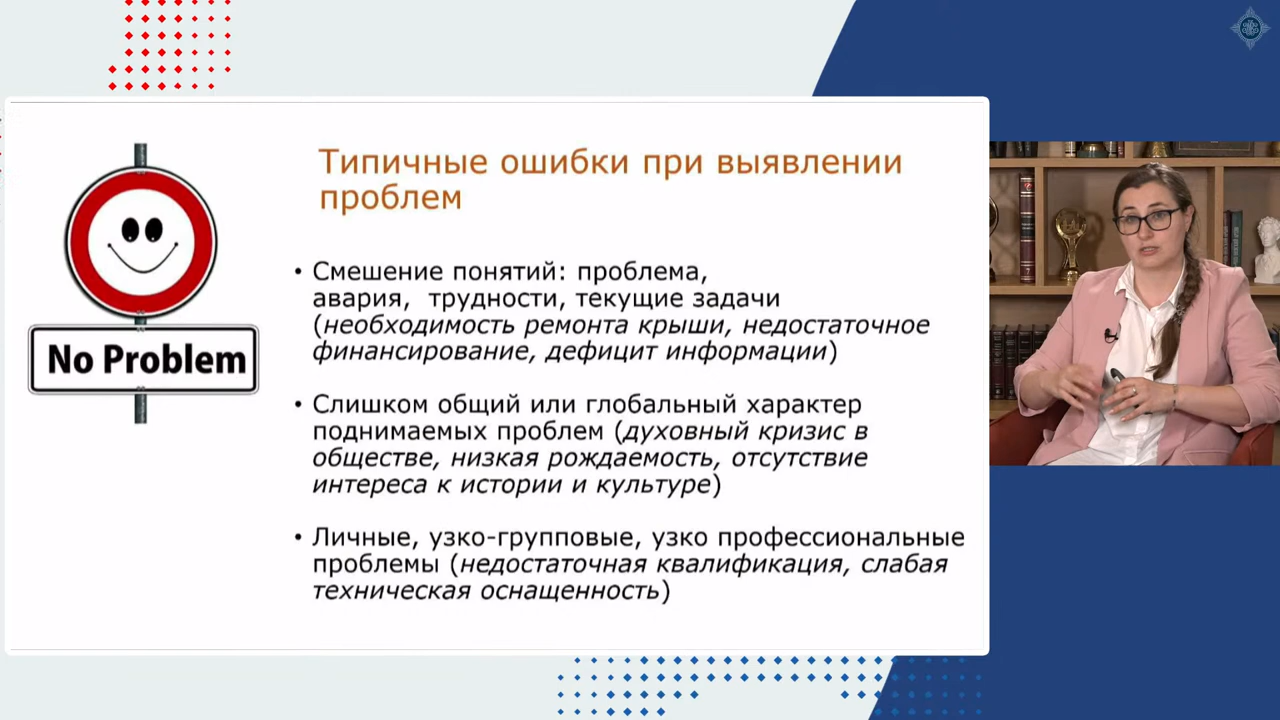 Типичные ошибки при выявлении
проблем
No Problem
• Смешение понятий: проблема,
авария, трудности, текущие задачи
(необходимость ремонта крыши, недостаточное
финансирование, дефицит информации)
• Слишком общий или глобальный характер
поднимаемых проблем (духовный кризис в
обществе, низкая рождаемость, отсутствие
интереса к истории и культуре)
• Личные, узко-групповые, узко профессиональные
проблемы (недостаточная квалификация, слабая
техническая оснащенность)